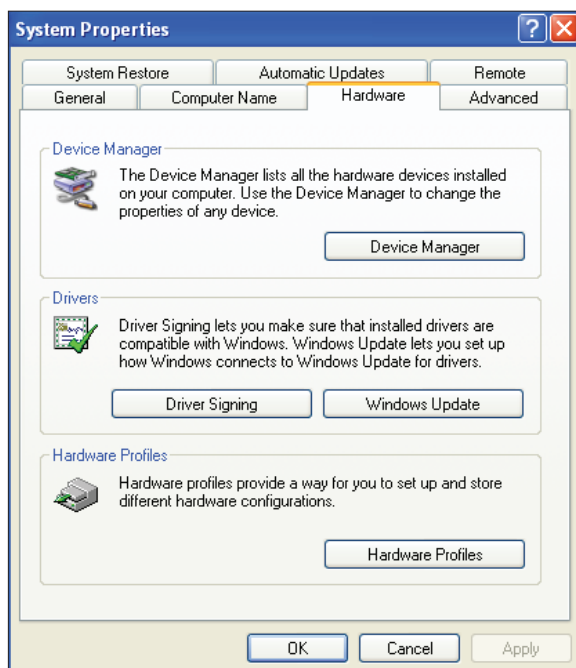 System Properties
System Restore Automatic Updates Remote
General Computer Name Hardware Advanced
Device Manager
The Device Manager lists all the hardware devices installed
on your computer. Use the Device Manager to change the
properties of any device.
Device Manager
Drivers
Driver Signing lets you make sure that installed drivers are
compatible with Windows. Windows Update lets you set up
how Windows connects to Windows Update for drivers.
Driver Signing Windows Update
Hardware Profiles
Hardware profiles provide a way for you to set up and store
different hardware configurations.
Hardware Profiles
OK Cancel Apply